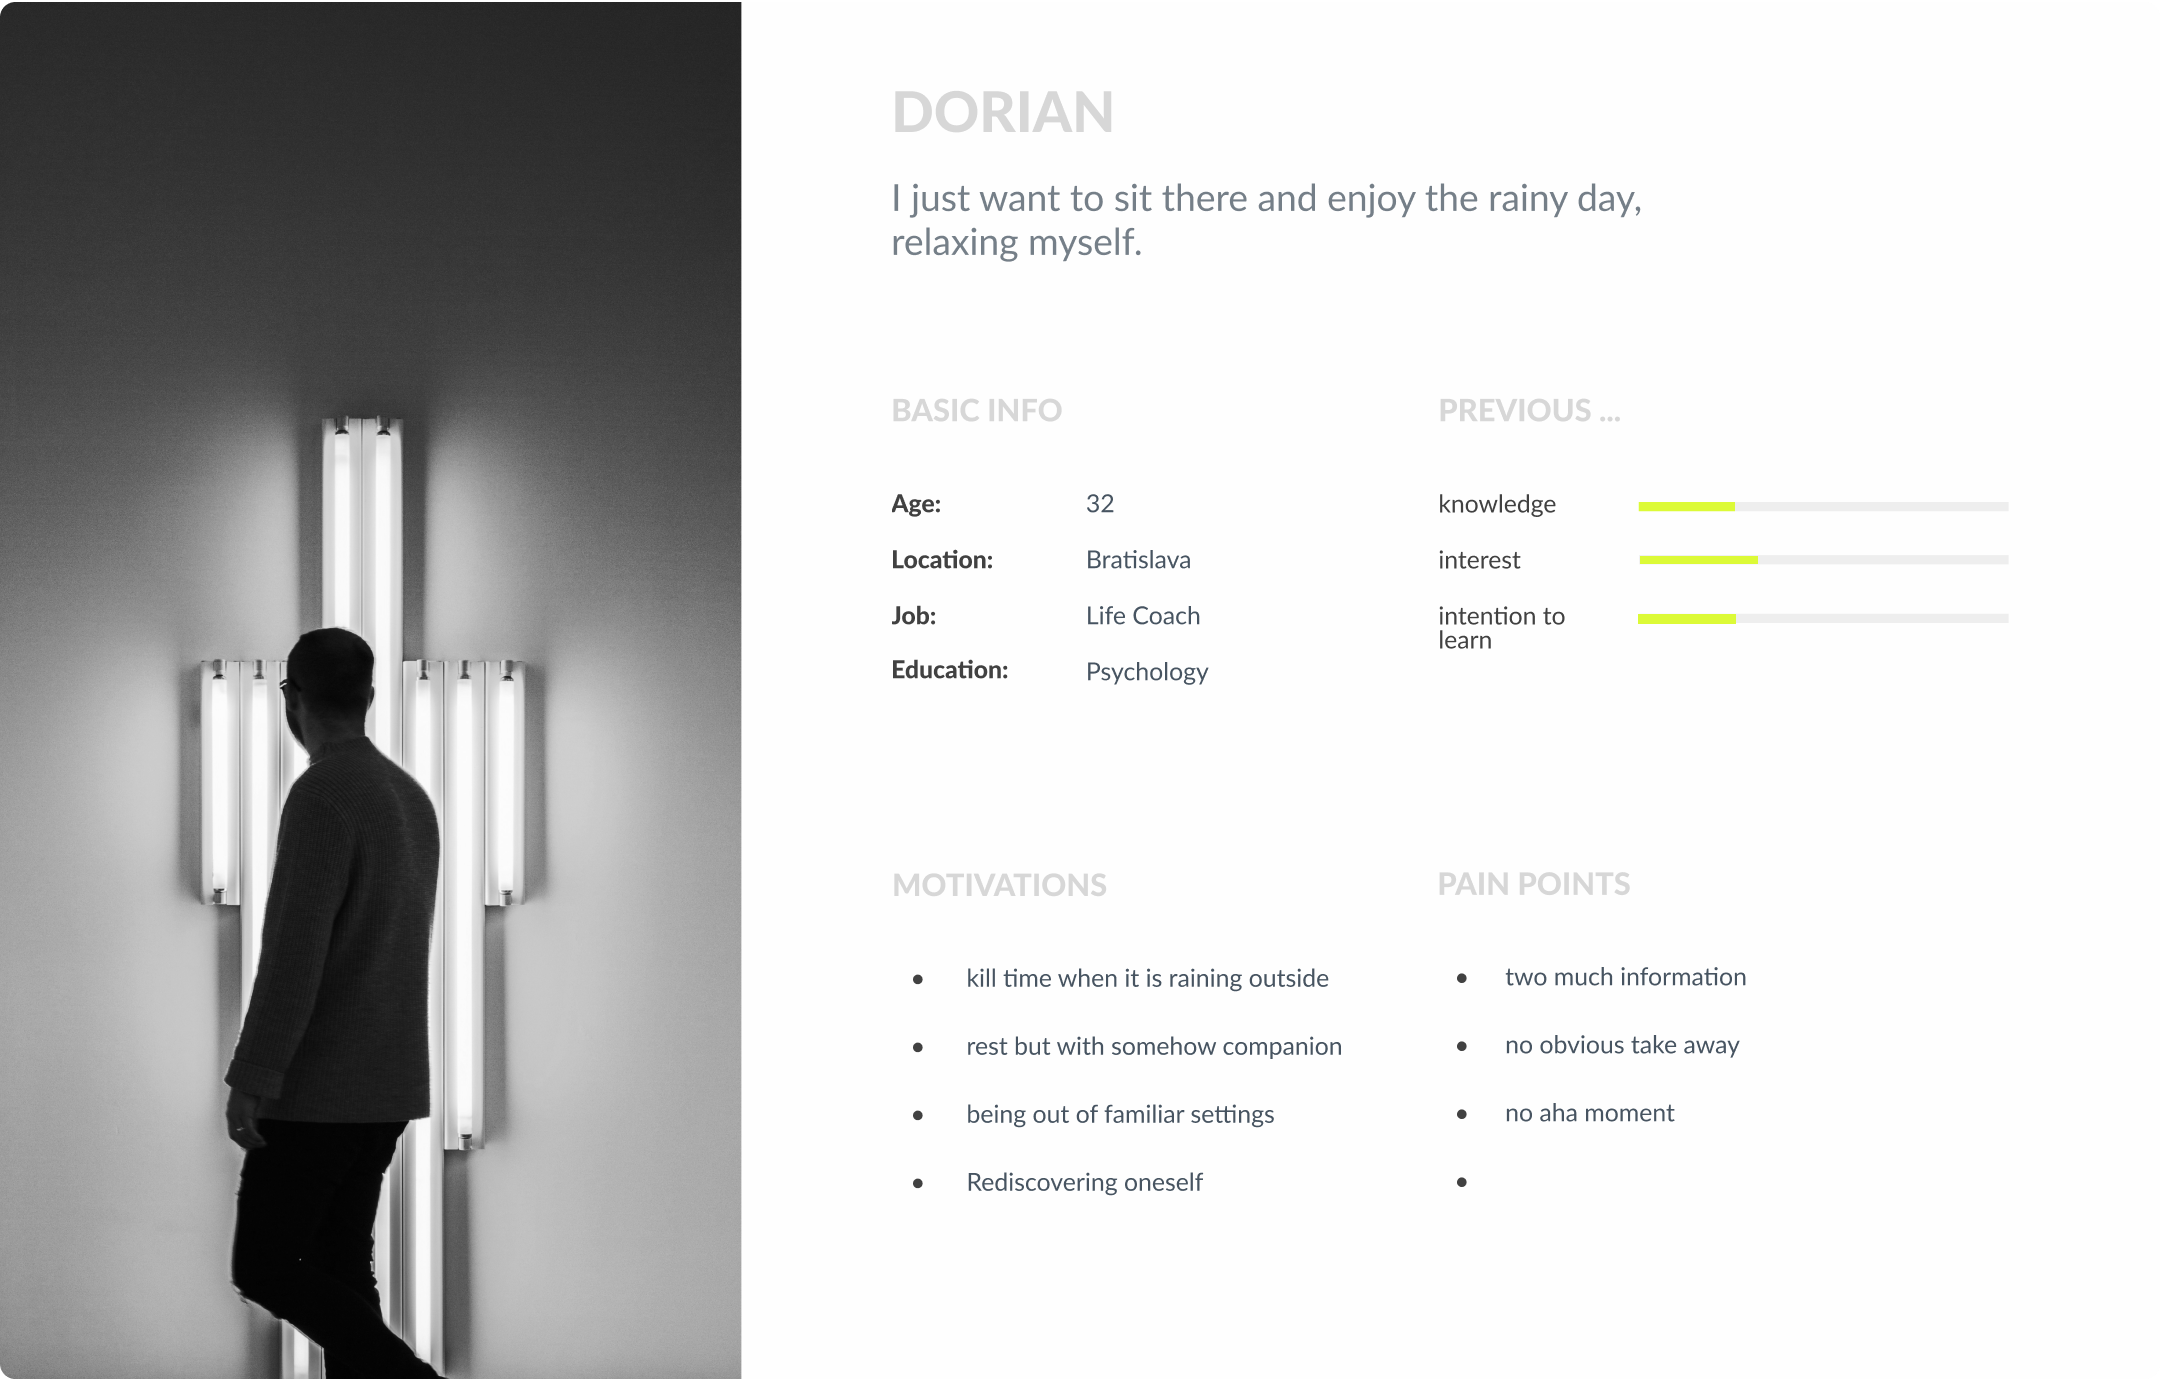 DORIAN
I just want to sit there and enjoy the rainy day,
relaxing myself.
BASIC INFO
Age: 32
Location: Bratislava
Job: Life Coach
Education: Psychology
PREVIOUS ...
knowledge
interest
intention to
learn
MOTIVATIONS
• kill time when it is raining outside
• rest but with somehow companion
• being out of familiar settings
• Rediscovering oneself
PAIN POINTS
• two much information
• no obvious take away
• no aha moment
•